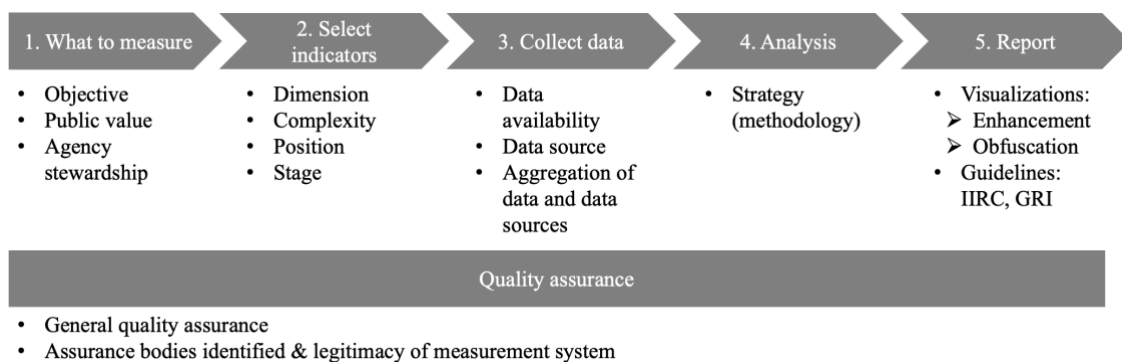 1. What to measure
2. Select
indicators
3. Collect data
4. Analysis
5. Report
• Objective
• Public value
• Agency
stewardship
• Dimension
• Complexity
• Position
• Stage
• Data
availability
• Data source
• Aggregation of
data and data
sources
• Strategy
(methodology)
• Visualizations:
➢ Enhancement
➢ Obfuscation
• Guidelines:
IIRC, GRI
Quality assurance
• General quality assurance
• Assurance bodies identified & legitimacy of measurement system